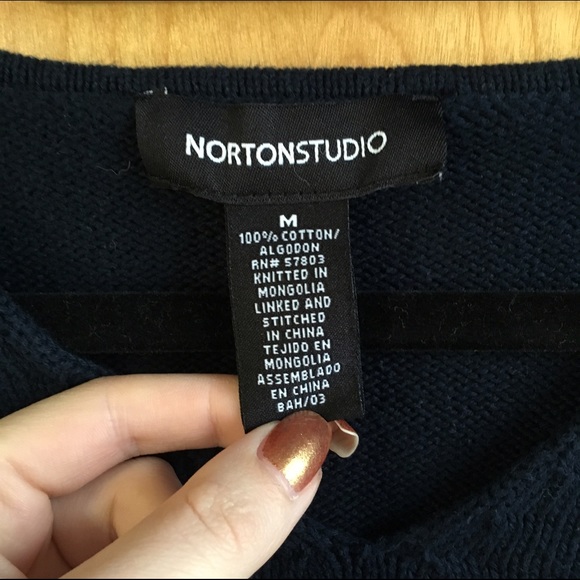 NORTONSTUDIO
M
100% COTTON/
ALGODON
RN# 57803
KNITTED IN
MONGOLIA
LINKED AND
STITCHED
IN CHINA
TEJIDO EN
MONGOLIA
ASSEMBLADO
EN CHINA
BAH/03